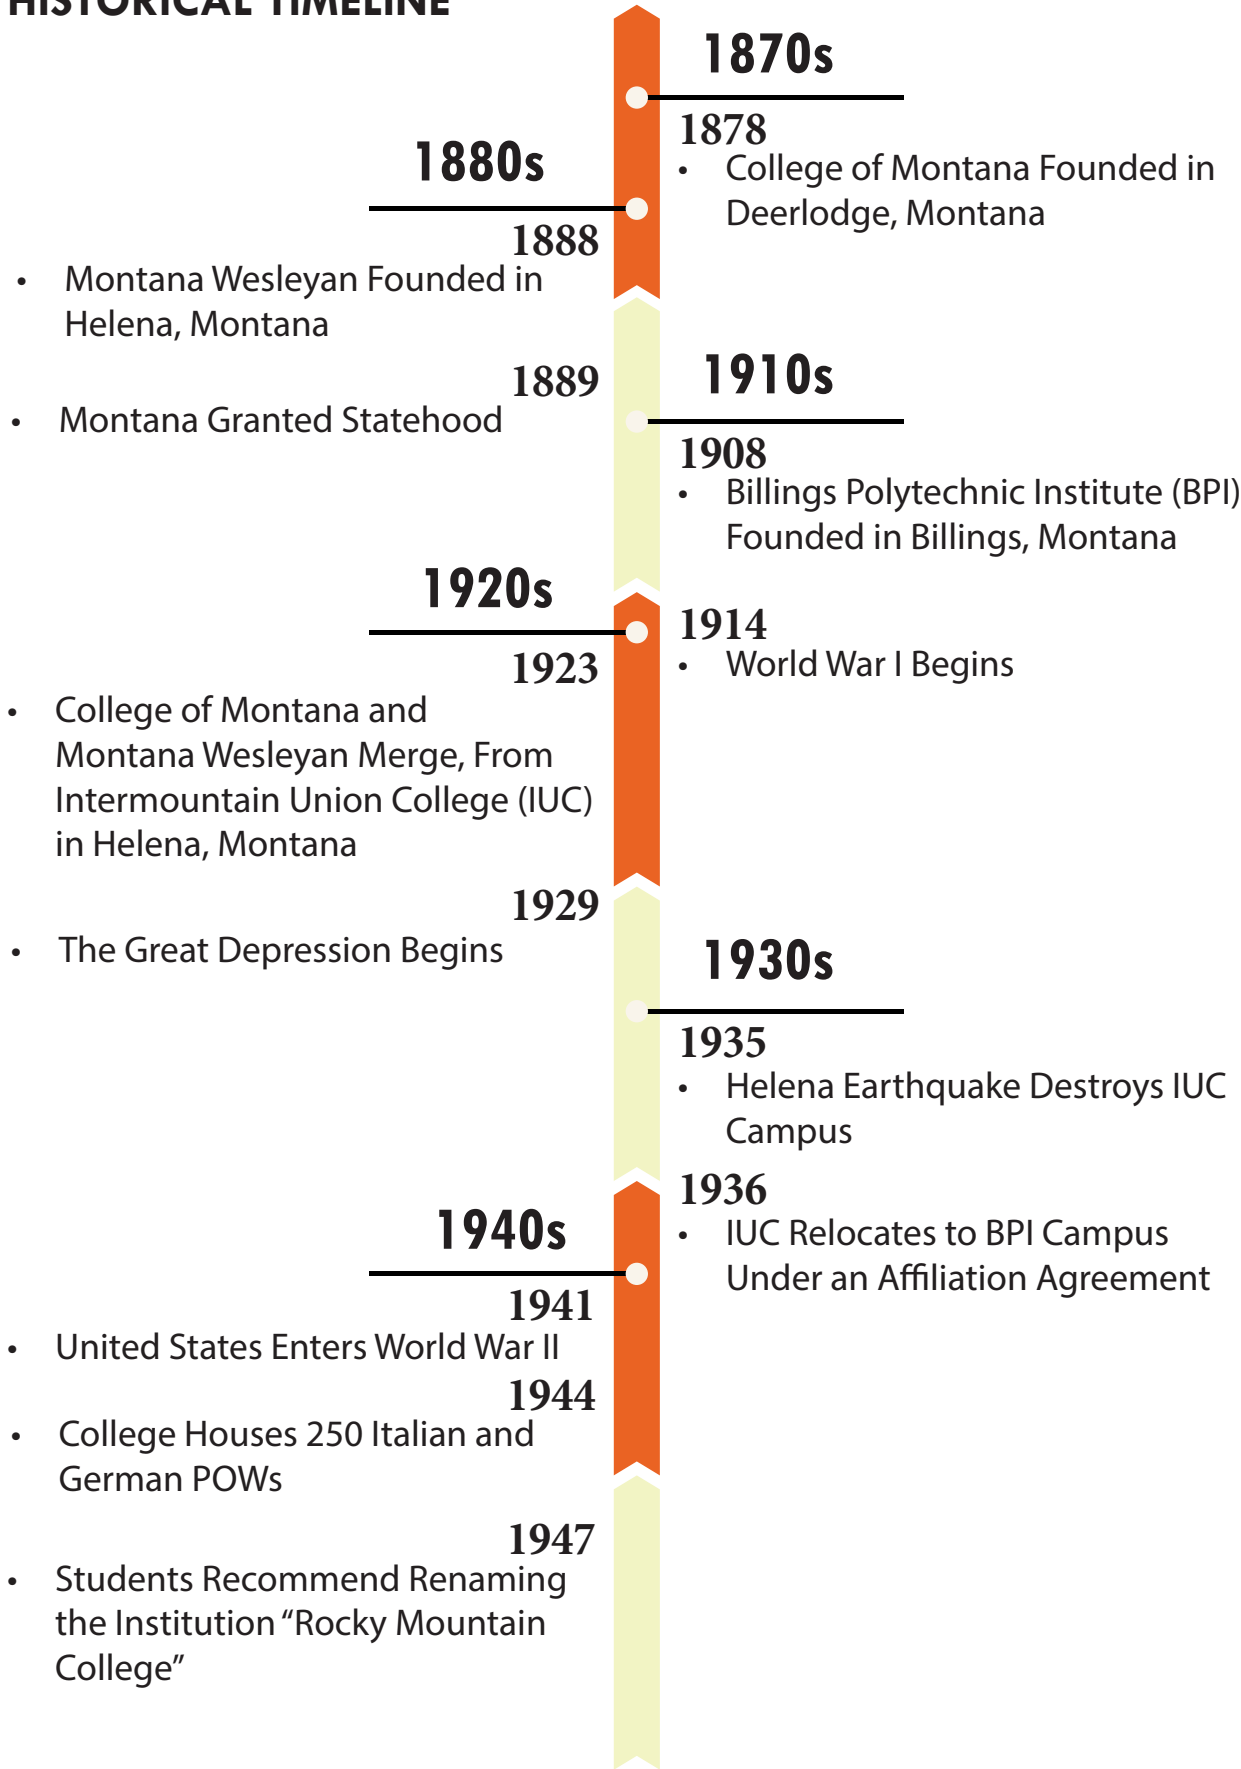 HISTORICAL TIMELINE
1870s
1878
• College of Montana Founded in
Deerlodge, Montana
1880s
1888
• Montana Wesleyan Founded in
Helena, Montana
1889
• Montana Granted Statehood
1910s
1908
• Billings Polytechnic Institute (BPI)
Founded in Billings, Montana
1914
• World War I Begins
1920s
1923
• College of Montana and
Montana Wesleyan Merge, From
Intermountain Union College (IUC)
in Helena, Montana
1929
• The Great Depression Begins
1930s
1935
• Helena Earthquake Destroys IUC
Campus
1936
• IUC Relocates to BPI Campus
Under an Affiliation Agreement
1940s
1941
• United States Enters World War II
1944
• College Houses 250 Italian and
German POWs
1947
• Students Recommend Renaming
the Institution “Rocky Mountain
College”